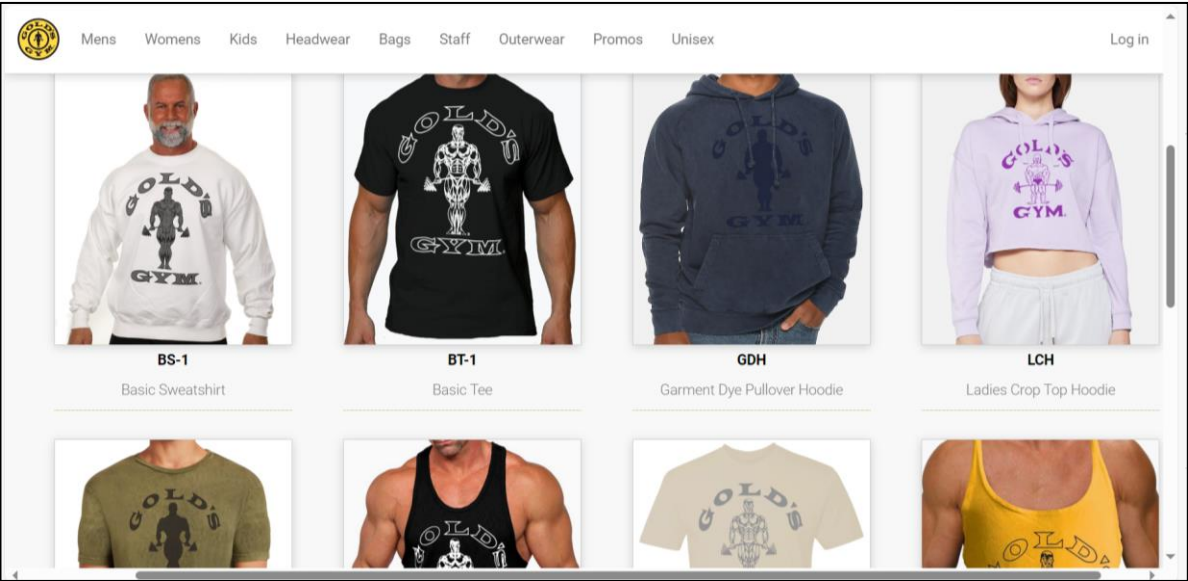 GOLD'S
GYM
Mens Womens Kids Headwear Bags Staff Outerwear Promos Unisex Log in
GOLD'S
GYM.
GOLD'S
GYM.
GOLD'S
GYM.
GOLD'S
GYM.
BS-1 BT-1 GDH LCH
Basic Sweatshirt Basic Tee Garment Dye Pullover Hoodie Ladies Crop Top Hoodie
GOLD'S
GOLD'S
GOLD'S
OLD